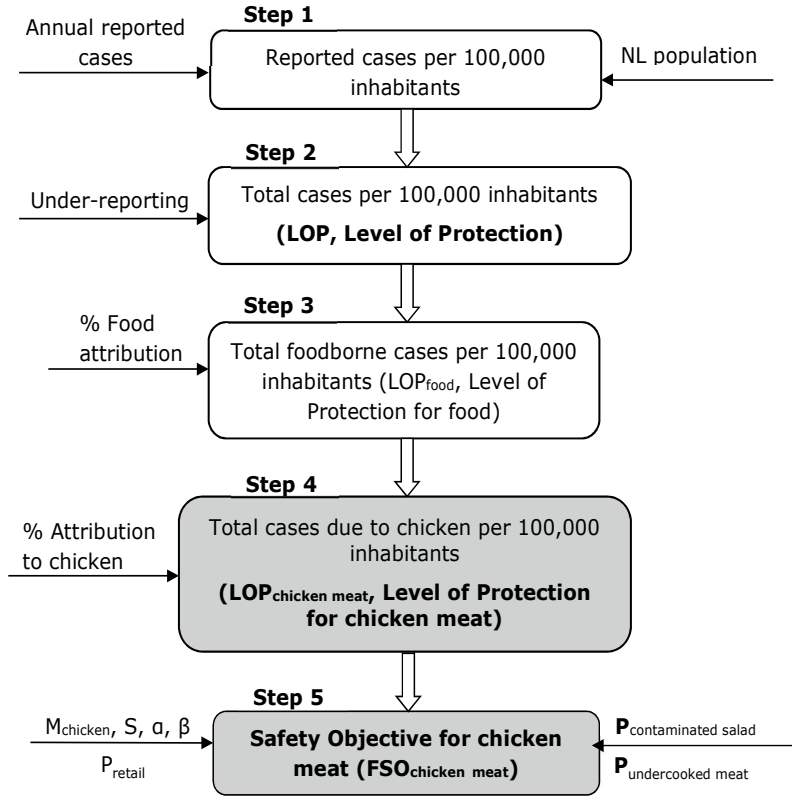 Step 1
Annual reported
cases
Reported cases per 100,000
inhabitants
NL population
Step 2
Under-reporting
Total cases per 100,000 inhabitants
(LOP, Level of Protection)
Step 3
% Food
attribution
Total foodborne cases per 100,000
inhabitants (LOPfood, Level of
Protection for food)
Step 4
% Attribution
to chicken
Total cases due to chicken per 100,000
inhabitants
(LOPchicken meat, Level of Protection
for chicken meat)
Step 5
Mchicken, S, α, β
Pretail
Safety Objective for chicken
meat (FSOchicken meat)
Pcontaminated salad
Pundercooked meat